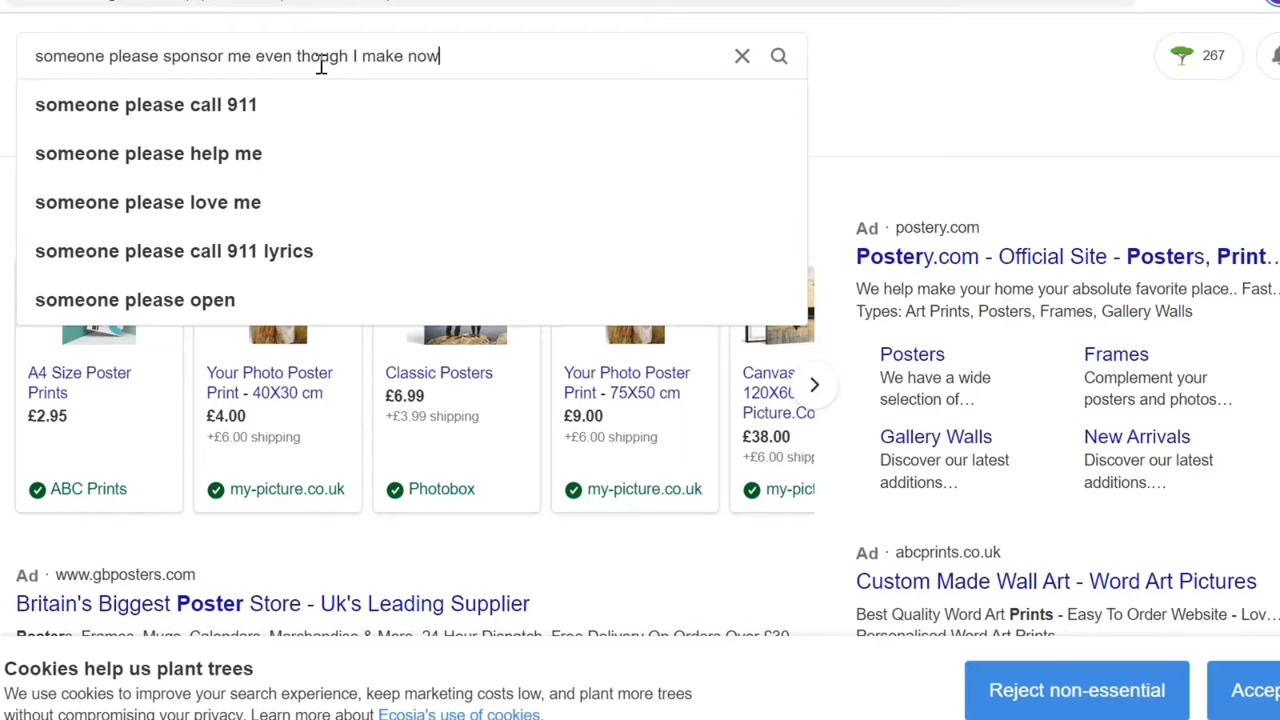 someone please sponsor me even though I make now
267
someone please call 911
someone please help me
someone please love me
someone please call 911 lyrics
someone please open
A4 Size Poster
Prints
£2.95
ABC Prints
Your Photo Poster
Print - 40X30 cm
£4.00
+£6.00 shipping
my-picture.co.uk
Classic Posters
£6.99
+£3.99 shipping
Photobox
Your Photo Poster
Print - 75X50 cm
£9.00
+£6.00 shipping
my-picture.co.uk
Canvas
120X60
Picture.Co
£38.00
+£6.00 shipp
my-pict
Ad · postery.com
Postery.com - Official Site - Posters, Print…
We help make your home your absolute favorite place.. Fast…
Types: Art Prints, Posters, Frames, Gallery Walls
Posters
We have a wide
selection of…
Frames
Complement your
posters and photos…
Gallery Walls
Discover our latest
additions…
New Arrivals
Discover our latest
additions.…
Ad · www.gbposters.com
Britain's Biggest Poster Store - Uk's Leading Supplier
Posters, Frames, Mugs, Calendars, Merchandise & More. 24 Hour Dispatch. Free Delivery On Orders Over £30
Ad · abcprints.co.uk
Custom Made Wall Art - Word Art Pictures
Best Quality Word Art Prints - Easy To Order Website - Lov…
Personalised Word Art Prints
Cookies help us plant trees
We use cookies to improve your search experience, keep marketing costs low, and plant more trees
without compromising your privacy. Learn more about Ecosia's use of cookies.
Reject non-essential
Accep